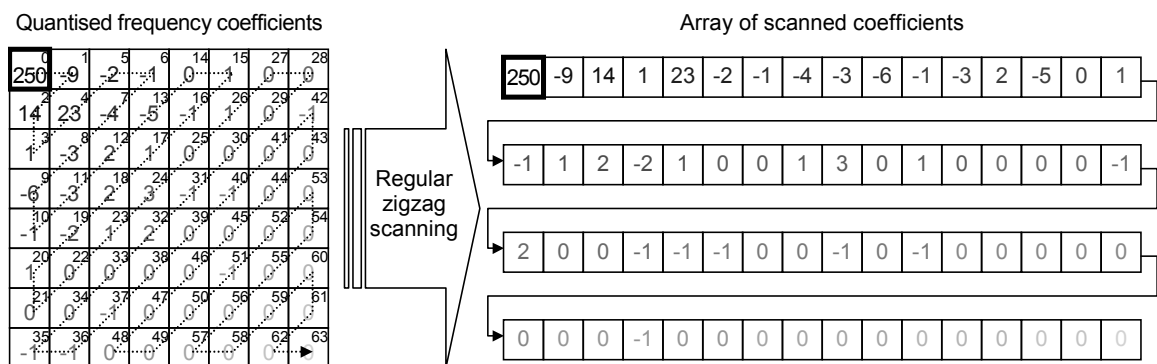 Quantised frequency coefficients
0 1 5 6 14 15 27 28
250 -9 -2 -1 0 1 0 0
2 4 7 13 16 26 29 42
14 23 -4 -5 -1 1 0 -1
3 8 12 17 25 30 41 43
1 -3 2 1 0 0 0 0
9 11 18 24 31 40 44 53
-6 -3 2 3 -1 -1 0 0
10 19 23 32 39 45 52 54
-1 -2 1 2 0 0 0 0
20 22 33 38 46 51 55 60
1 0 0 0 0 -1 0 0
21 34 37 47 50 56 59 61
0 0 -1 0 0 0 0 0
35 36 48 49 57 58 62 63
-1 -1 0 0 0 0 0 0
Regular
zigzag
scanning
Array of scanned coefficients
250 -9 14 1 23 -2 -1 -4 -3 -6 -1 -3 2 -5 0 1
-1 1 2 -2 1 0 0 1 3 0 1 0 0 0 0 -1
2 0 0 -1 -1 -1 0 0 -1 0 -1 0 0 0 0 0
0 0 0 -1 0 0 0 0 0 0 0 0 0 0 0 0